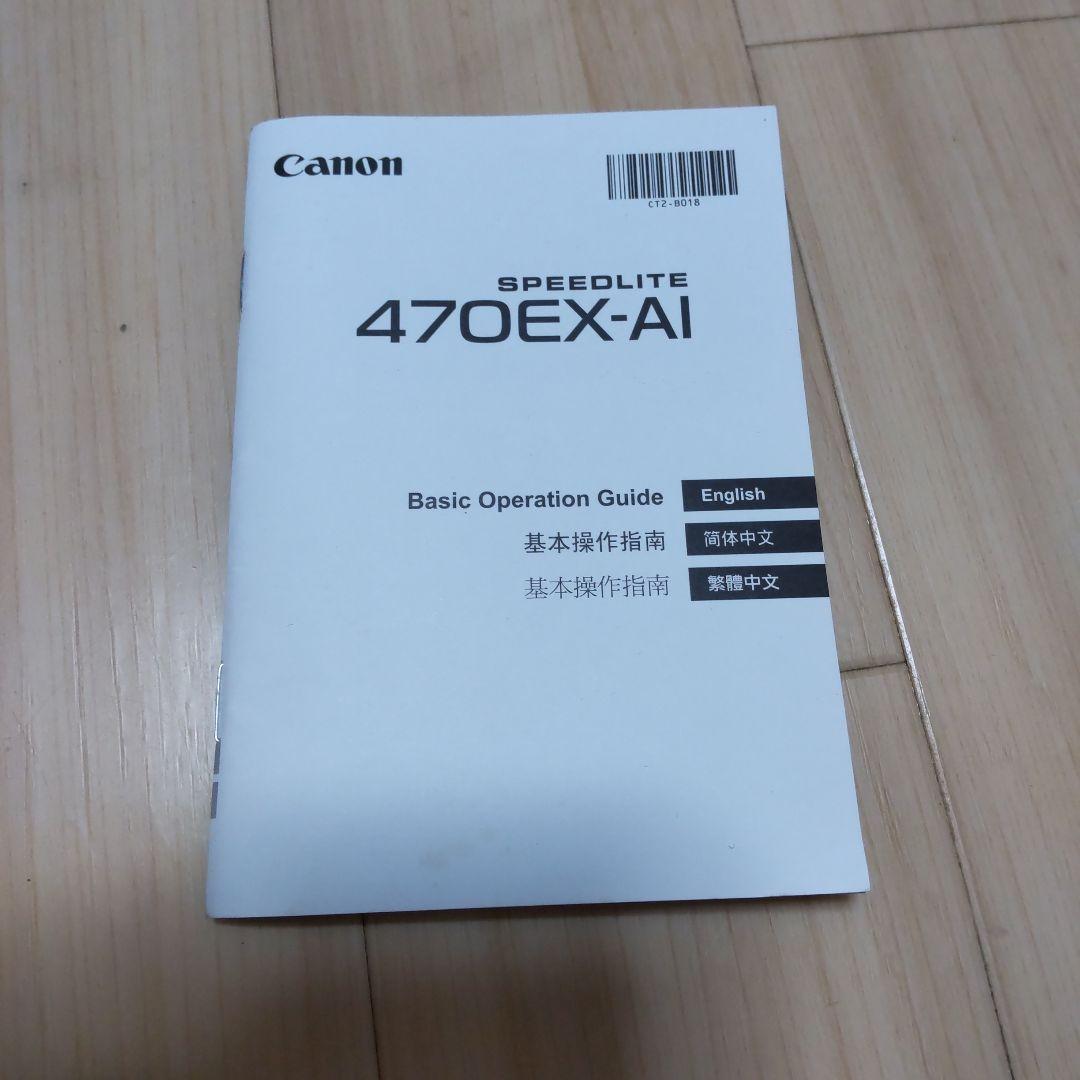 Canon
CT2-B018
SPEEDLITE
470EX-AI
Basic Operation Guide English
基本操作指南 简体中文
基本操作指南 繁體中文